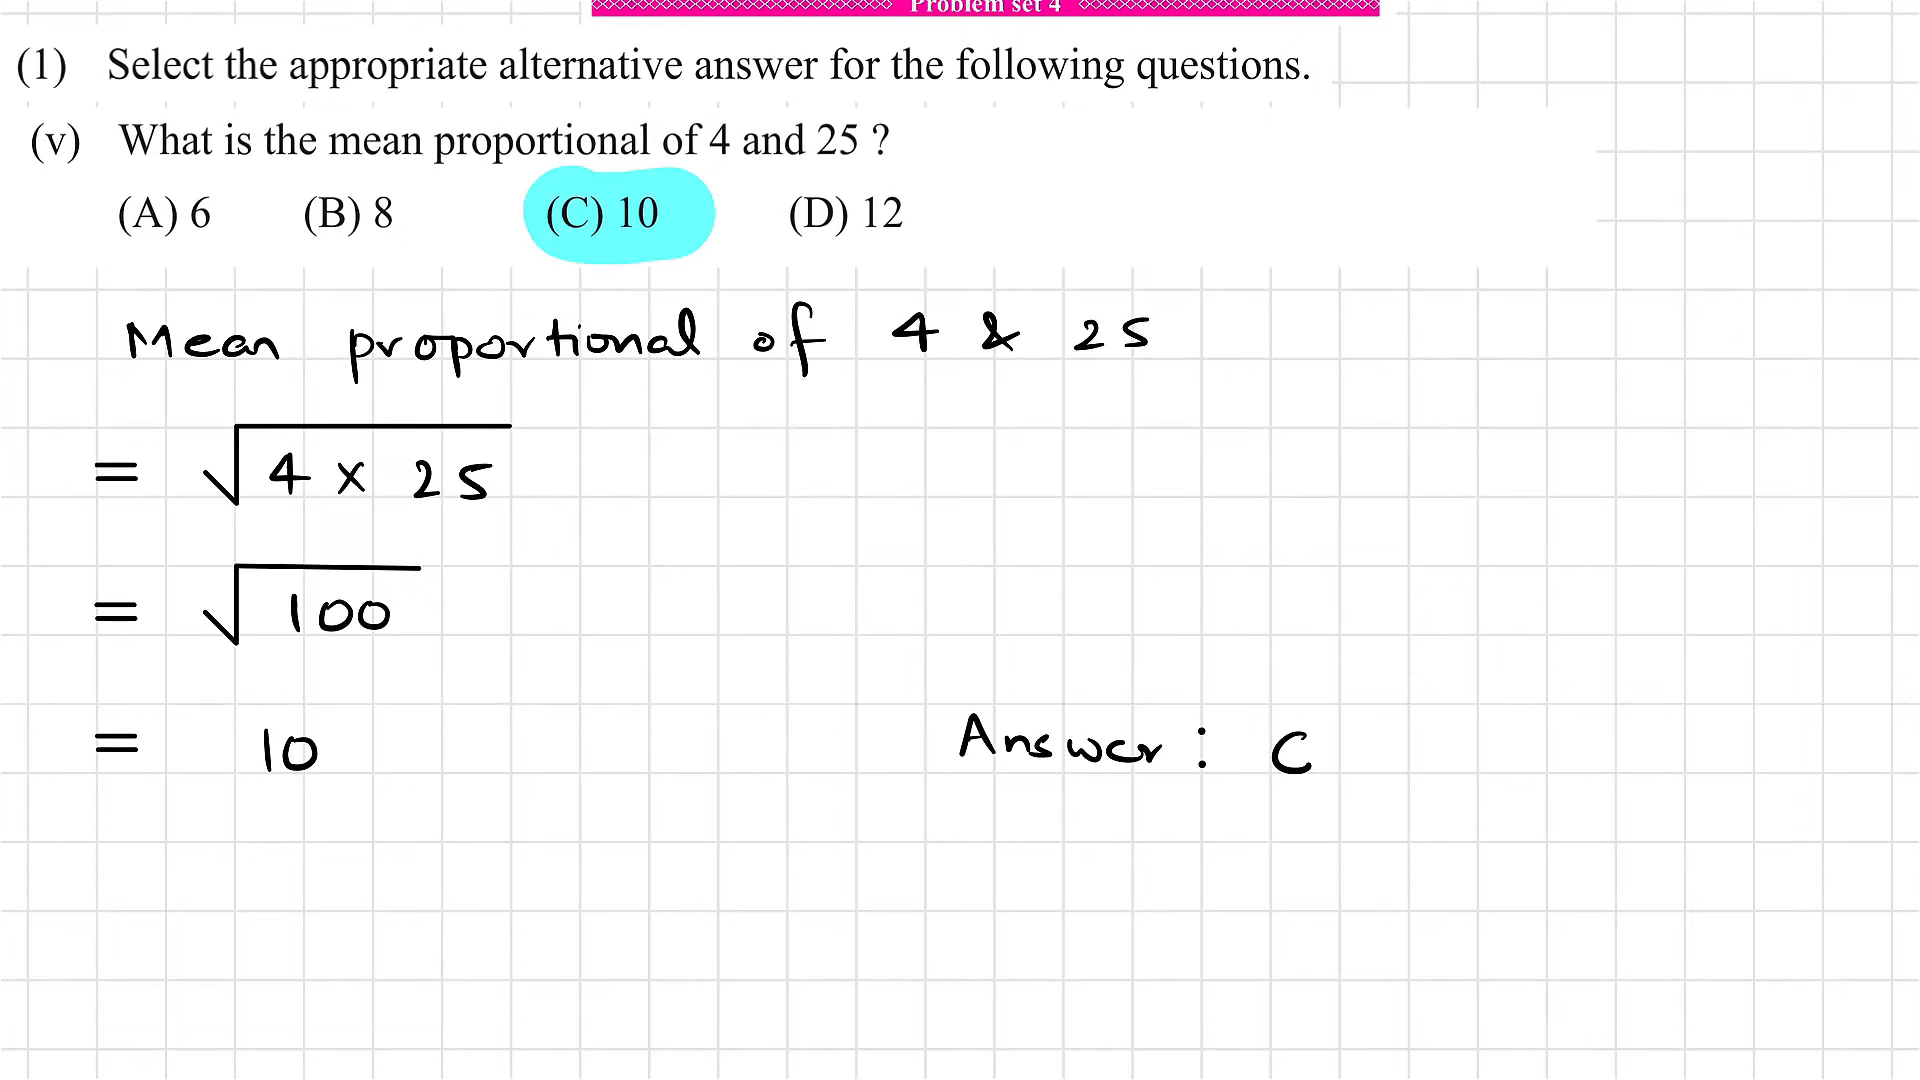 Problem set 4
(1) Select the appropriate alternative answer for the following questions.
(v) What is the mean proportional of 4 and 25 ?
(A) 6 (B) 8 (C) 10 (D) 12
Mean proportional of 4 & 25
= √4 × 25
= √100
= 10
Answer : C